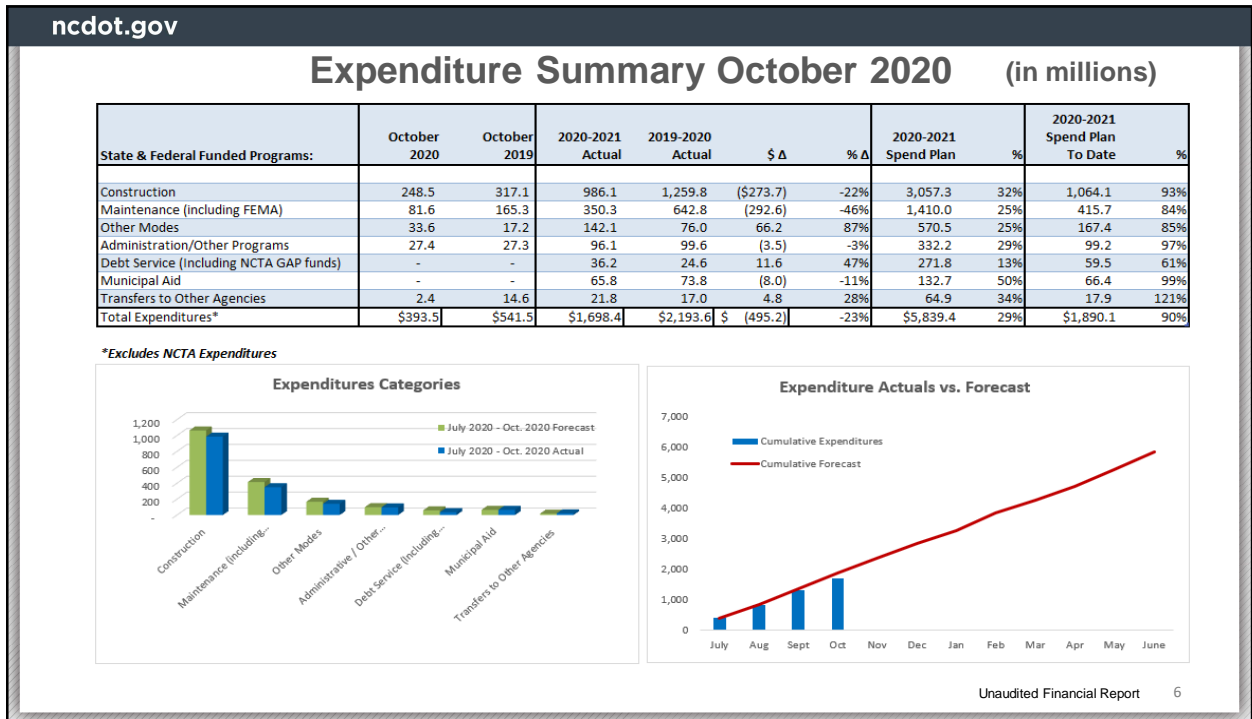 ncdot.gov
Expenditure Summary October 2020 (in millions)
State & Federal Funded Programs: October 2020 October 2019 2020-2021 Actual 2019-2020 Actual $ Δ % Δ 2020-2021 Spend Plan % 2020-2021 Spend Plan To Date %
Construction 248.5 317.1 986.1 1,259.8 ($273.7) -22% 3,057.3 32% 1,064.1 93%
Maintenance (including FEMA) 81.6 165.3 350.3 642.8 (292.6) -46% 1,410.0 25% 415.7 84%
Other Modes 33.6 17.2 142.1 76.0 66.2 87% 570.5 25% 167.4 85%
Administration/Other Programs 27.4 27.3 96.1 99.6 (3.5) -3% 332.2 29% 99.2 97%
Debt Service (Including NCTA GAP funds) - - 36.2 24.6 11.6 47% 271.8 13% 59.5 61%
Municipal Aid - - 65.8 73.8 (8.0) -11% 132.7 50% 66.4 99%
Transfers to Other Agencies 2.4 14.6 21.8 17.0 4.8 28% 64.9 34% 17.9 121%
Total Expenditures* $393.5 $541.5 $1,698.4 $2,193.6 $ (495.2) -23% $5,839.4 29% $1,890.1 90%
*Excludes NCTA Expenditures
Expenditures Categories
1,200
1,000
800
600
400
200
-
July 2020 - Oct. 2020 Forecast
July 2020 - Oct. 2020 Actual
Construction
Maintenance (including...
Other Modes
Administrative / Other...
Debt Service (Including...
Municipal Aid
Transfers to Other Agencies
Expenditure Actuals vs. Forecast
7,000
6,000
5,000
4,000
3,000
2,000
1,000
0
Cumulative Expenditures
Cumulative Forecast
July Aug Sept Oct Nov Dec Jan Feb Mar Apr May June
Unaudited Financial Report 6